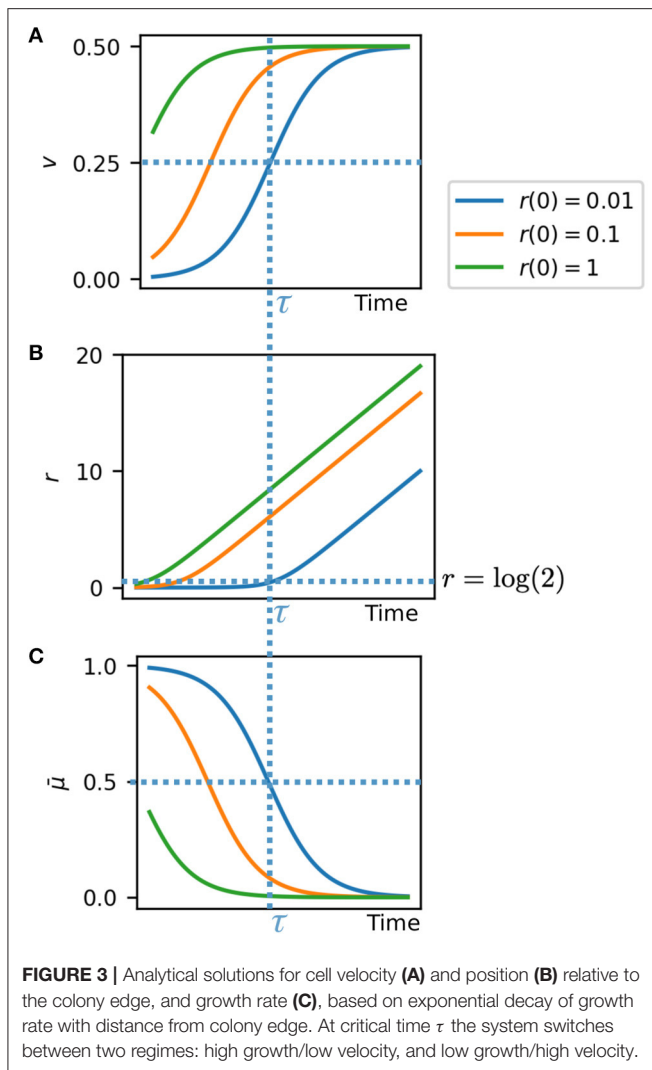 A
0.50
0.25
0.00
v
τ
Time
r(0) = 0.01
r(0) = 0.1
r(0) = 1
B
20
10
0
r
r = log(2)
τ
Time
C
1.0
0.5
0.0
μ̄
τ
Time
FIGURE 3 | Analytical solutions for cell velocity (A) and position (B) relative to
the colony edge, and growth rate (C), based on exponential decay of growth
rate with distance from colony edge. At critical time τ the system switches
between two regimes: high growth/low velocity, and low growth/high velocity.